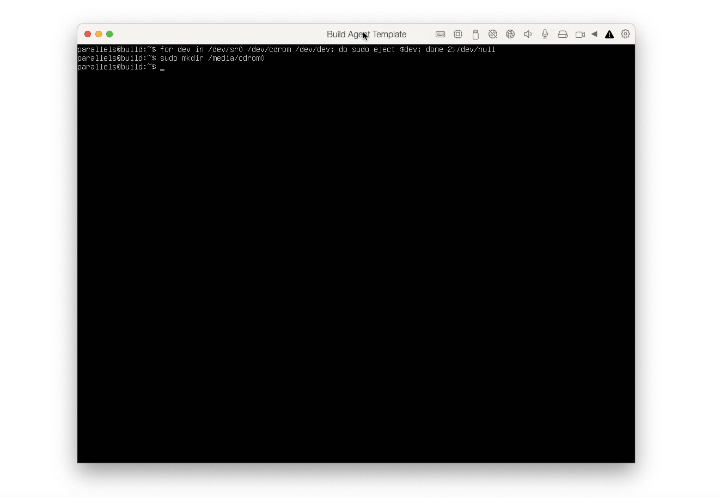 Build Agent Template
parallels@build:~$ for dev in /dev/sr0 /dev/cdrom /dev/dev; do sudo eject $dev; done 2>/dev/null
parallels@build:~$ sudo mkdir /media/cdrom0
parallels@build:~$ _